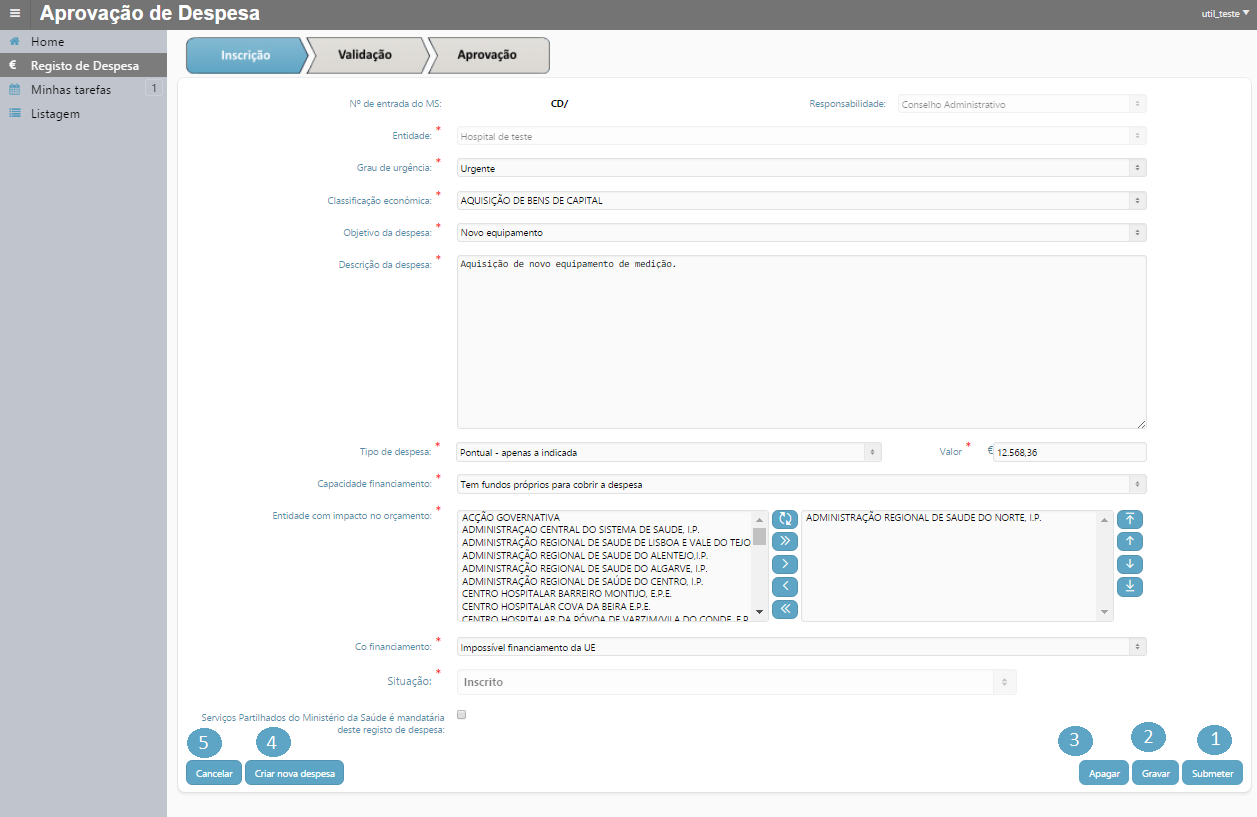 Aprovação de Despesa
util_teste
Home
€ Registo de Despesa
Minhas tarefas 1
Listagem
Inscrição Validação Aprovação
Nº de entrada do MS: CD/ Responsabilidade: Conselho Administrativo
Entidade: * Hospital de teste
Grau de urgência: * Urgente
Classificação económica: * AQUISIÇÃO DE BENS DE CAPITAL
Objetivo da despesa: * Novo equipamento
Descrição da despesa: * Aquisição de novo equipamento de medição.
Tipo de despesa: * Pontual - apenas a indicada Valor * € 12.568,36
Capacidade financiamento: * Tem fundos próprios para cobrir a despesa
Entidade com impacto no orçamento: *
ACÇÃO GOVERNATIVA
ADMINISTRAÇAO CENTRAL DO SISTEMA DE SAUDE, I.P.
ADMINISTRAÇÃO REGIONAL DE SAUDE DE LISBOA E VALE DO TEJO
ADMINISTRAÇÃO REGIONAL DE SAUDE DO ALENTEJO,I.P.
ADMINISTRAÇÃO REGIONAL DE SAUDE DO ALGARVE, I.P.
ADMINISTRAÇÃO REGIONAL DE SAÚDE DO CENTRO, I.P.
CENTRO HOSPITALAR BARREIRO MONTIJO, E.P.E.
CENTRO HOSPITALAR COVA DA BEIRA E.P.E.
CENTRO HOSPITALAR DA PÓVOA DE VARZIM/VILA DO CONDE, E.P
ADMINISTRAÇÃO REGIONAL DE SAUDE DO NORTE, I.P.
Co financiamento: * Impossível financiamento da UE
Situação: * Inscrito
Serviços Partilhados do Ministério da Saúde é mandatária
deste registo de despesa:
5 4 3 2 1
Cancelar Criar nova despesa Apagar Gravar Submeter